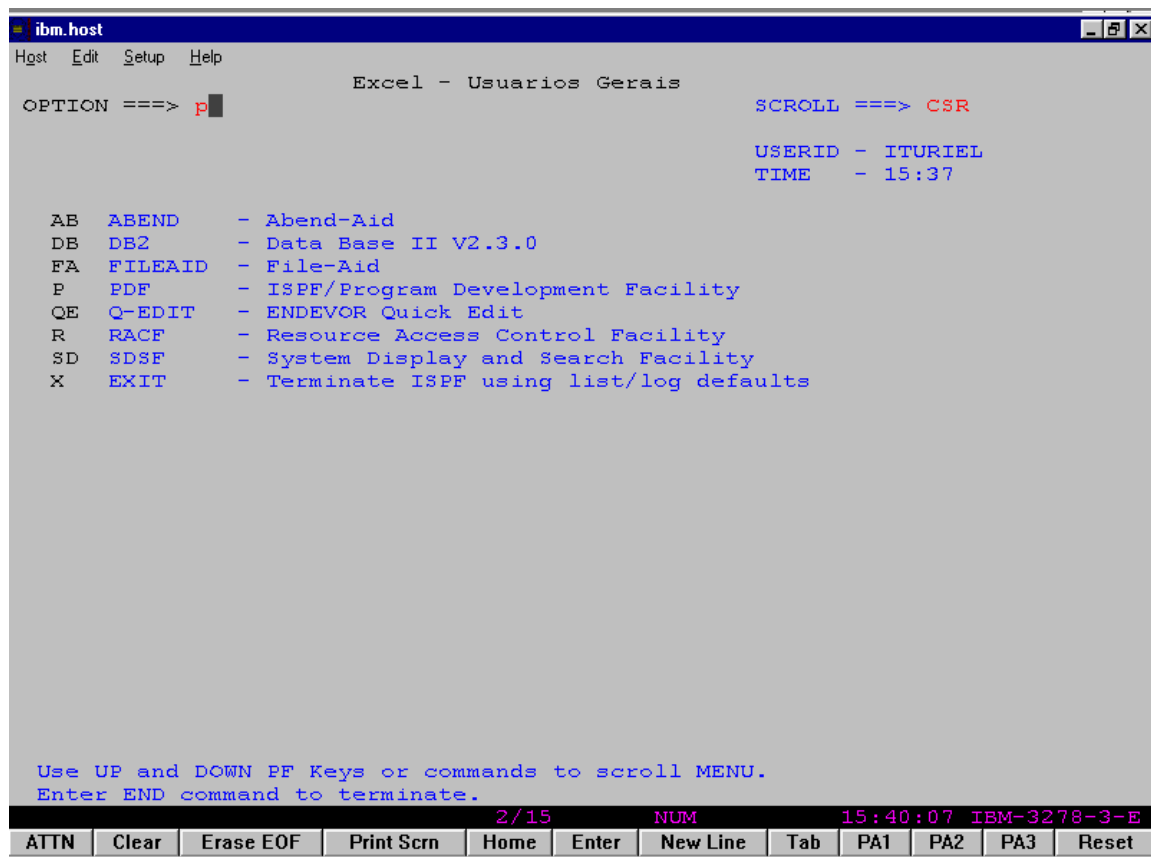 ibm.host
Host Edit Setup Help
Excel - Usuarios Gerais
OPTION ===> p SCROLL ===> CSR
USERID - ITURIEL
TIME - 15:37
AB ABEND - Abend-Aid
DB DB2 - Data Base II V2.3.0
FA FILEAID - File-Aid
P PDF - ISPF/Program Development Facility
QE Q-EDIT - ENDEVOR Quick Edit
R RACF - Resource Access Control Facility
SD SDSF - System Display and Search Facility
X EXIT - Terminate ISPF using list/log defaults
Use UP and DOWN PF Keys or commands to scroll MENU.
Enter END command to terminate.
2/15 NUM 15:40:07 IBM-3278-3-E
ATTN Clear Erase EOF Print Scrn Home Enter New Line Tab PA1 PA2 PA3 Reset